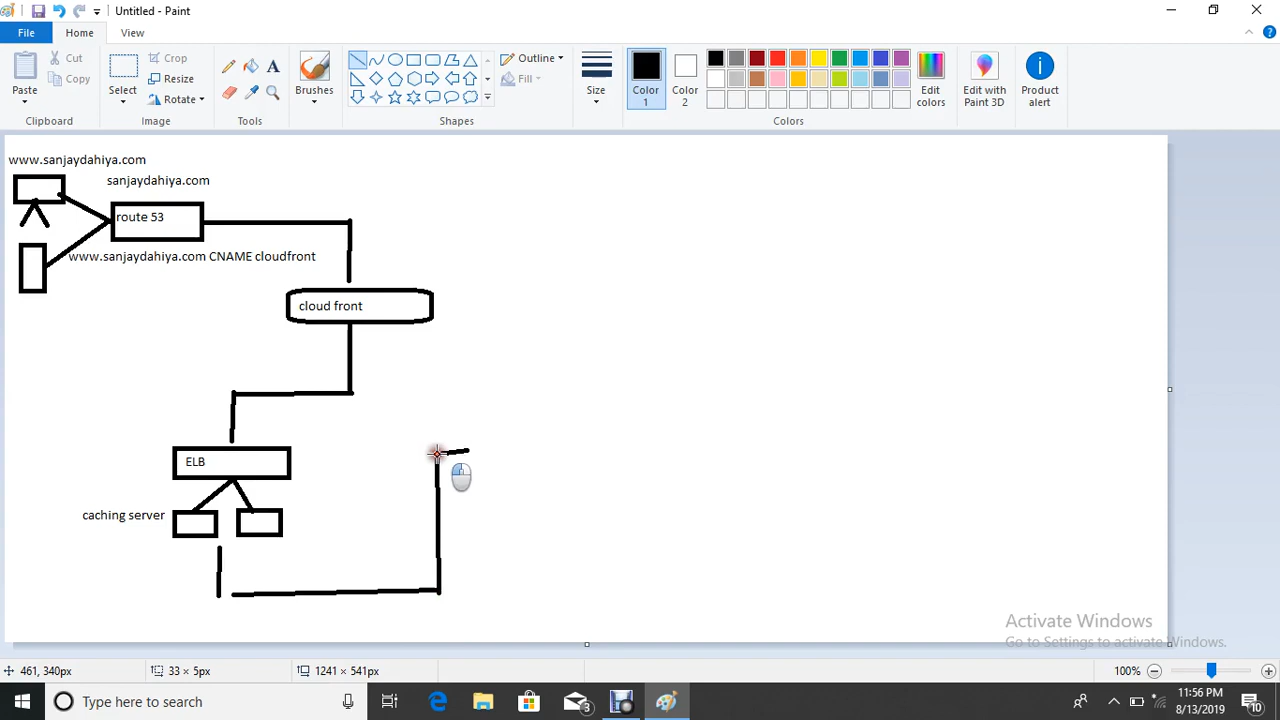 Untitled - Paint
File
Home
View
Paste
Cut
Copy
Clipboard
Select
Crop
Resize
Rotate
Image
A
Tools
Brushes
Outline
Fill
Shapes
Size
Color 1
Color 2
Edit colors
Colors
Edit with Paint 3D
Product alert
www.sanjaydahiya.com
sanjaydahiya.com
route 53
www.sanjaydahiya.com CNAME cloudfront
cloud front
ELB
caching server
Activate Windows
Go to Settings to activate Windows.
461, 340px
33 × 5px
1241 × 541px
100%
Type here to search
3
11:56 PM
8/13/2019
10